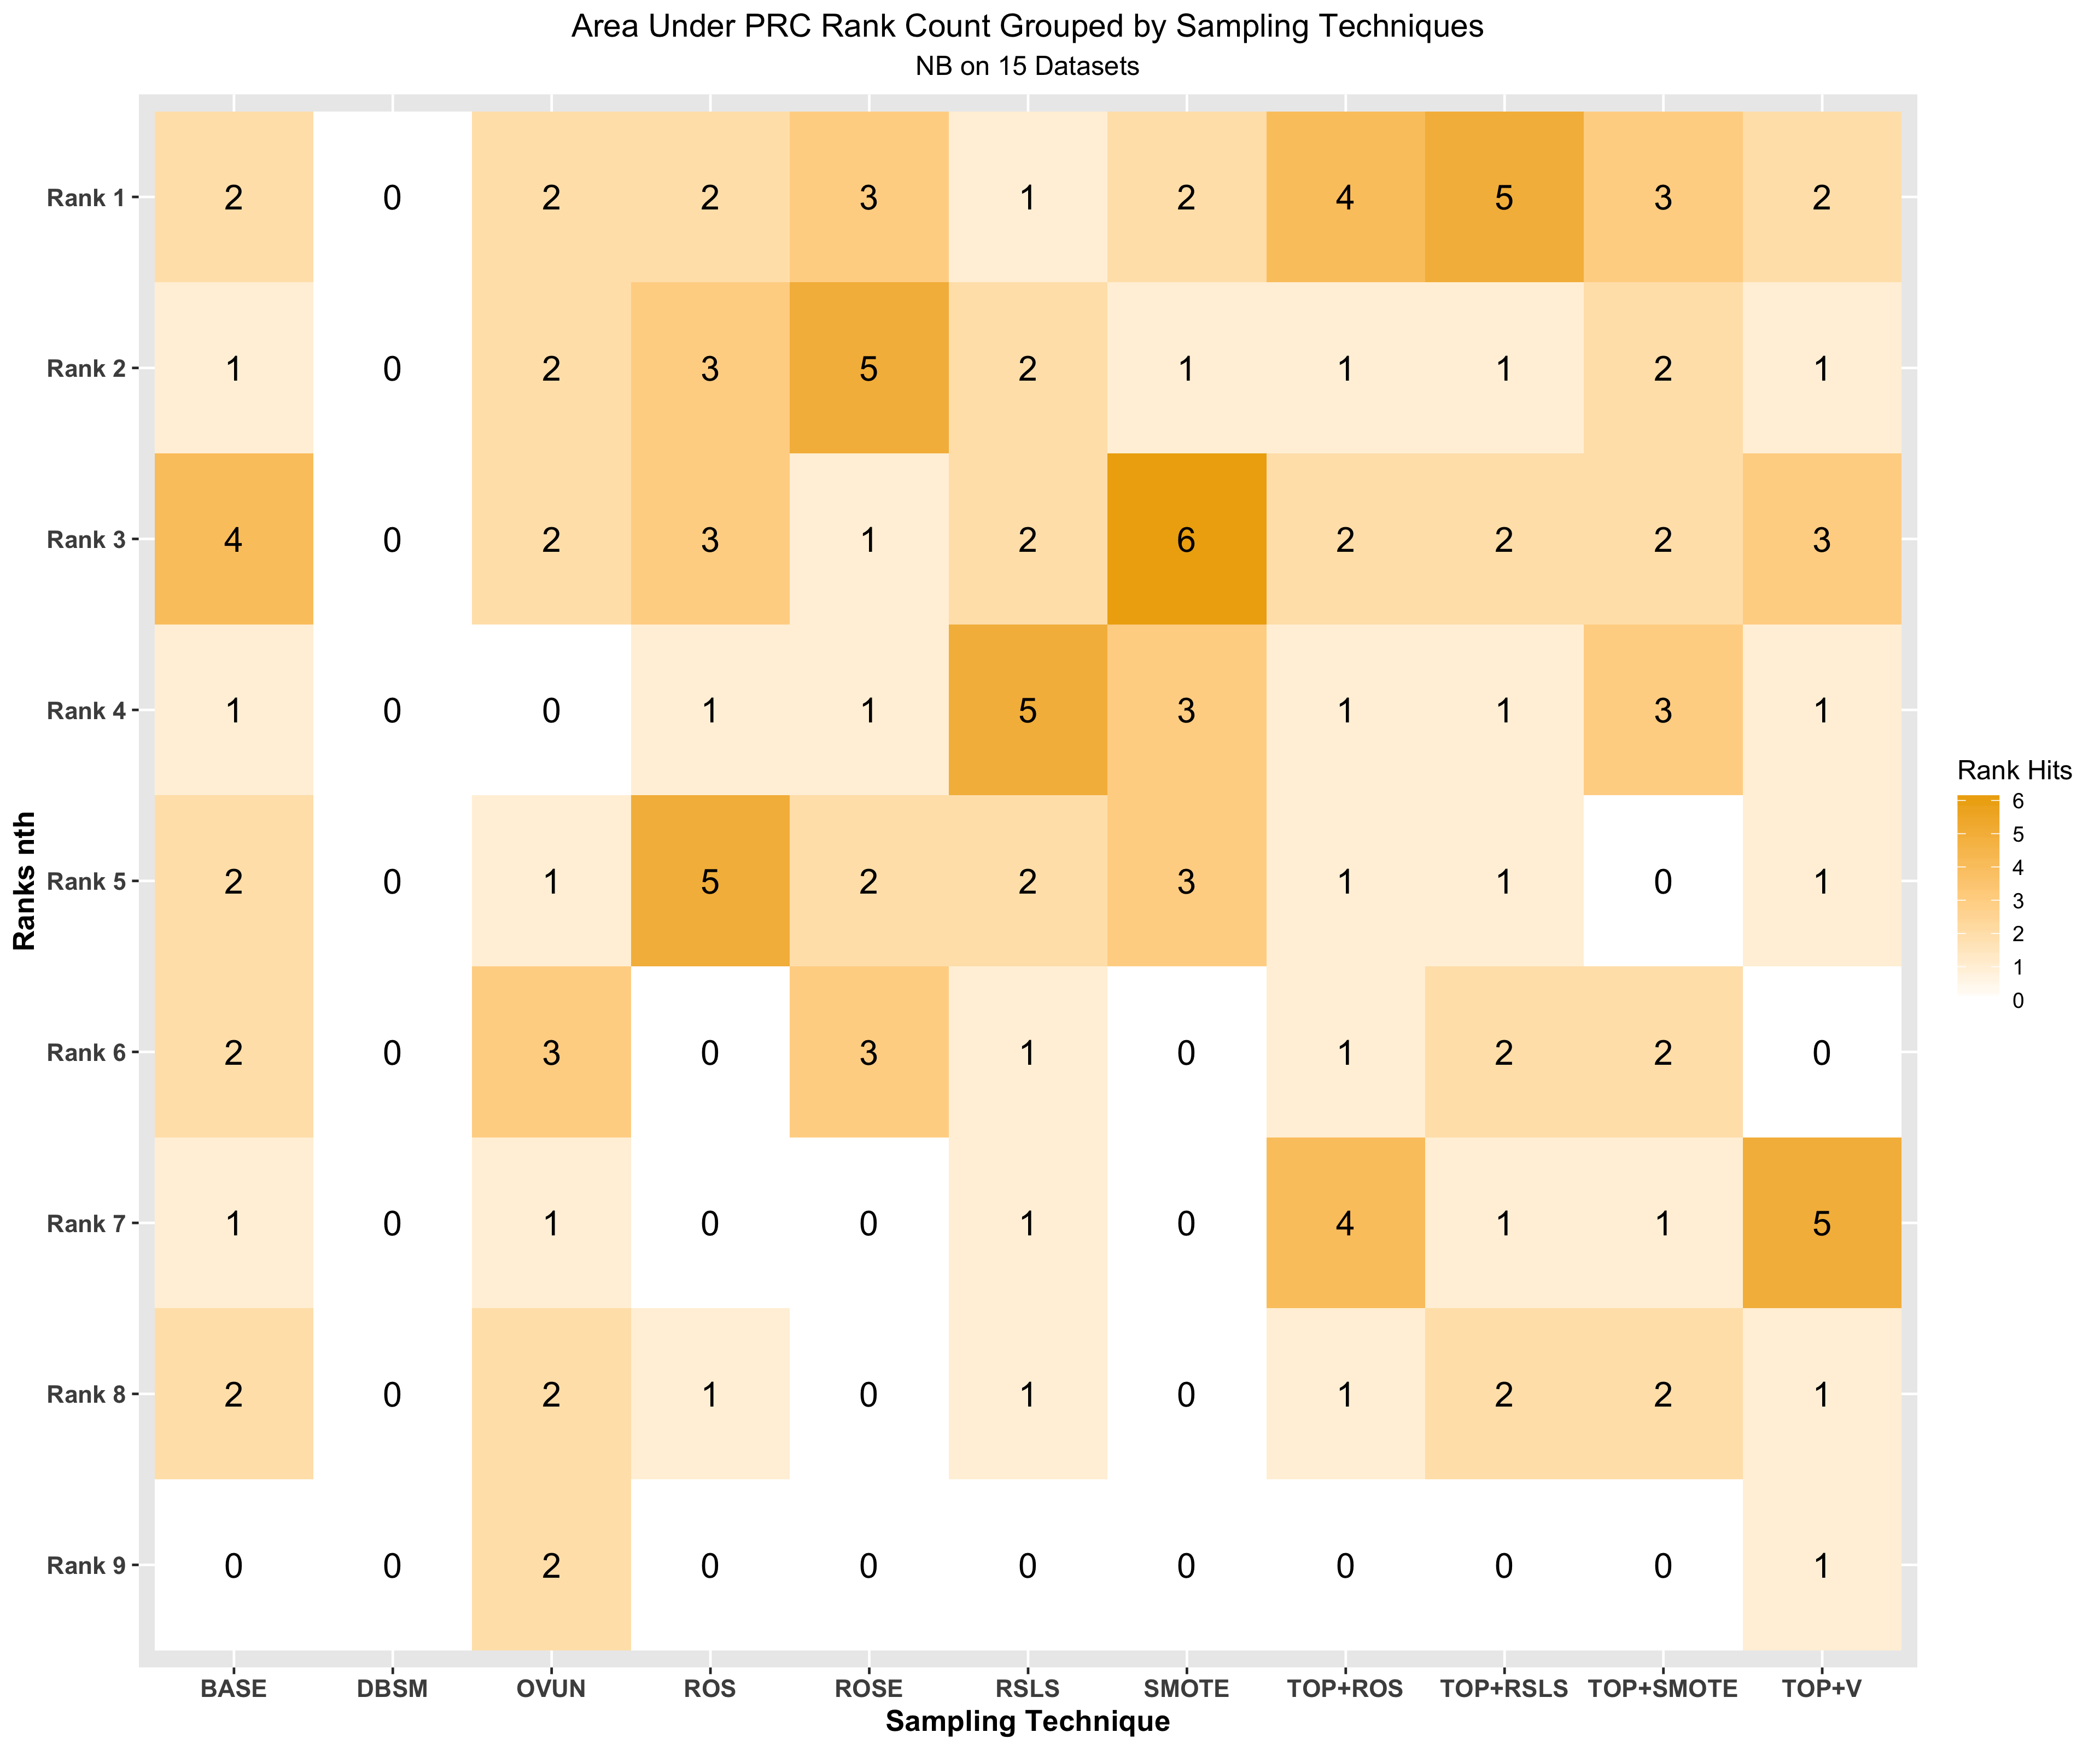 Area Under PRC Rank Count Grouped by Sampling Techniques
NB on 15 Datasets
Ranks nth
Rank 1 2 0 2 2 3 1 2 4 5 3 2
Rank 2 1 0 2 3 5 2 1 1 1 2 1
Rank 3 4 0 2 3 1 2 6 2 2 2 3
Rank 4 1 0 0 1 1 5 3 1 1 3 1
Rank 5 2 0 1 5 2 2 3 1 1 0 1
Rank 6 2 0 3 0 3 1 0 1 2 2 0
Rank 7 1 0 1 0 0 1 0 4 1 1 5
Rank 8 2 0 2 1 0 1 0 1 2 2 1
Rank 9 0 0 2 0 0 0 0 0 0 0 1
BASE DBSM OVUN ROS ROSE RSLS SMOTE TOP+ROS TOP+RSLS TOP+SMOTE TOP+V
Sampling Technique
Rank Hits
6
5
4
3
2
1
0